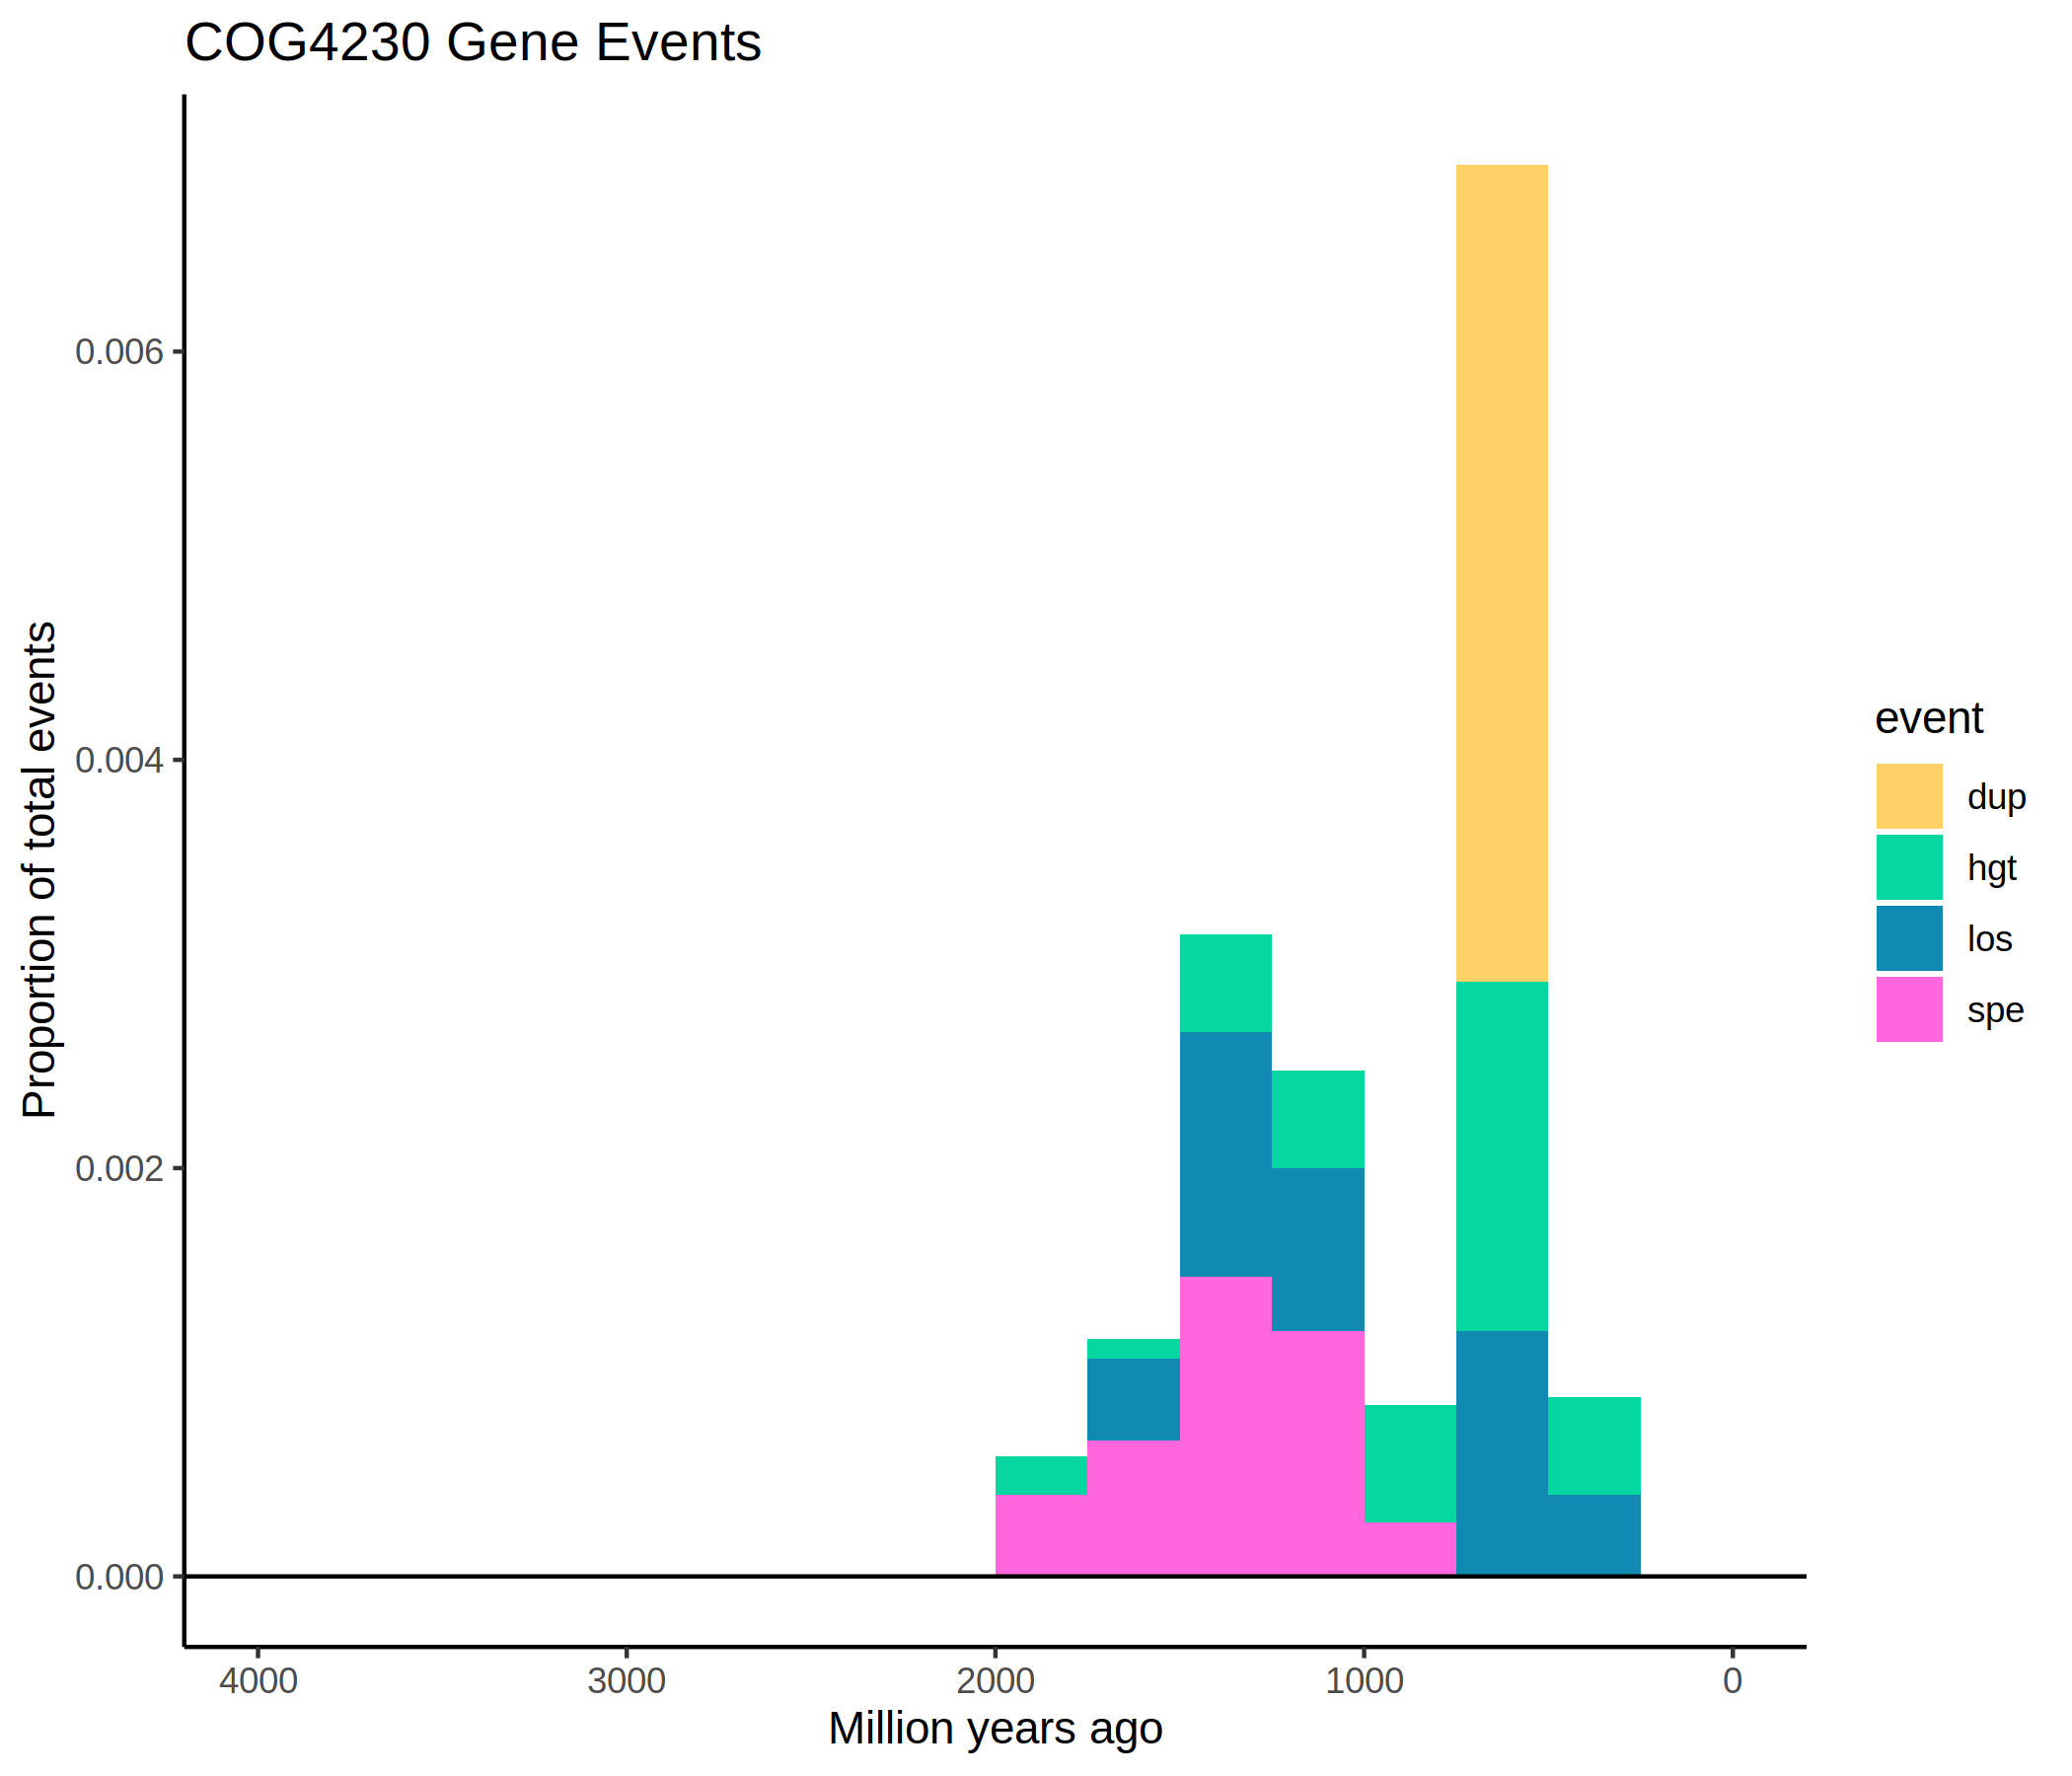 COG4230 Gene Events
Proportion of total events
0.006
0.004
0.002
0.000
4000 3000 2000 1000 0
Million years ago
event
dup
hgt
los
spe